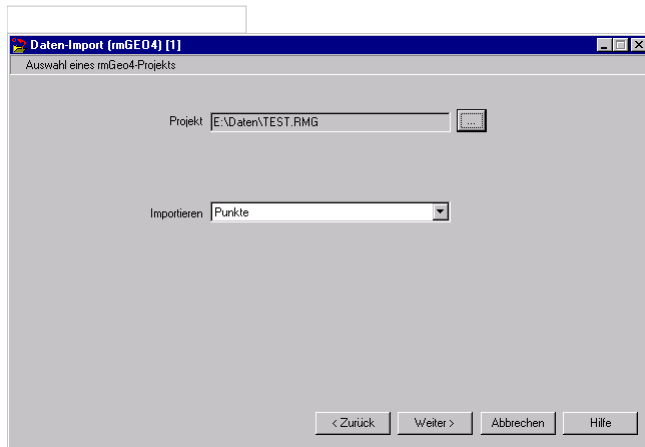 Daten-Import (rmGEO4) [1]
Auswahl eines rmGeo4-Projekts
Projekt E:\Daten\TEST.RMG ...
Importieren Punkte
< Zurück Weiter > Abbrechen Hilfe